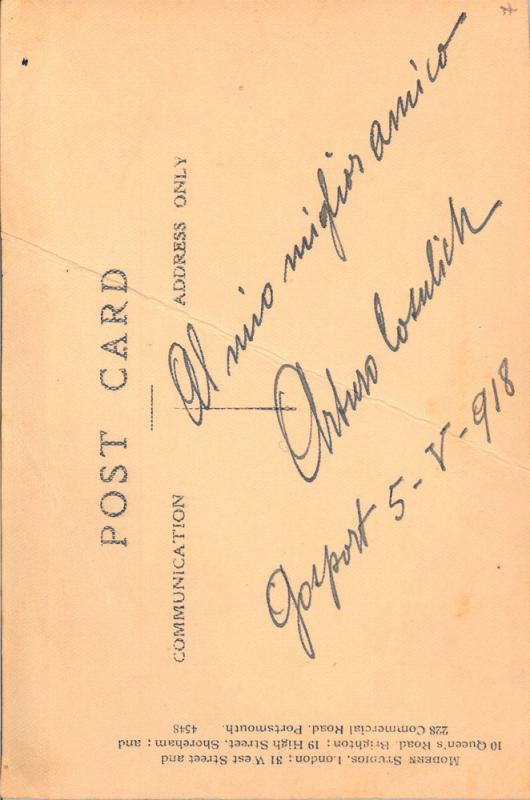 POST CARD
COMMUNICATION
ADDRESS ONLY
Al mio miglior amico
Arturo Cosulich
Gosport 5-V-918
MODERN STUDIOS, London; 31 West Street and
10 Queen's Road, Brighton; 19 High Street, Shoreham; and
228 Commercial Road, Portsmouth. 4548